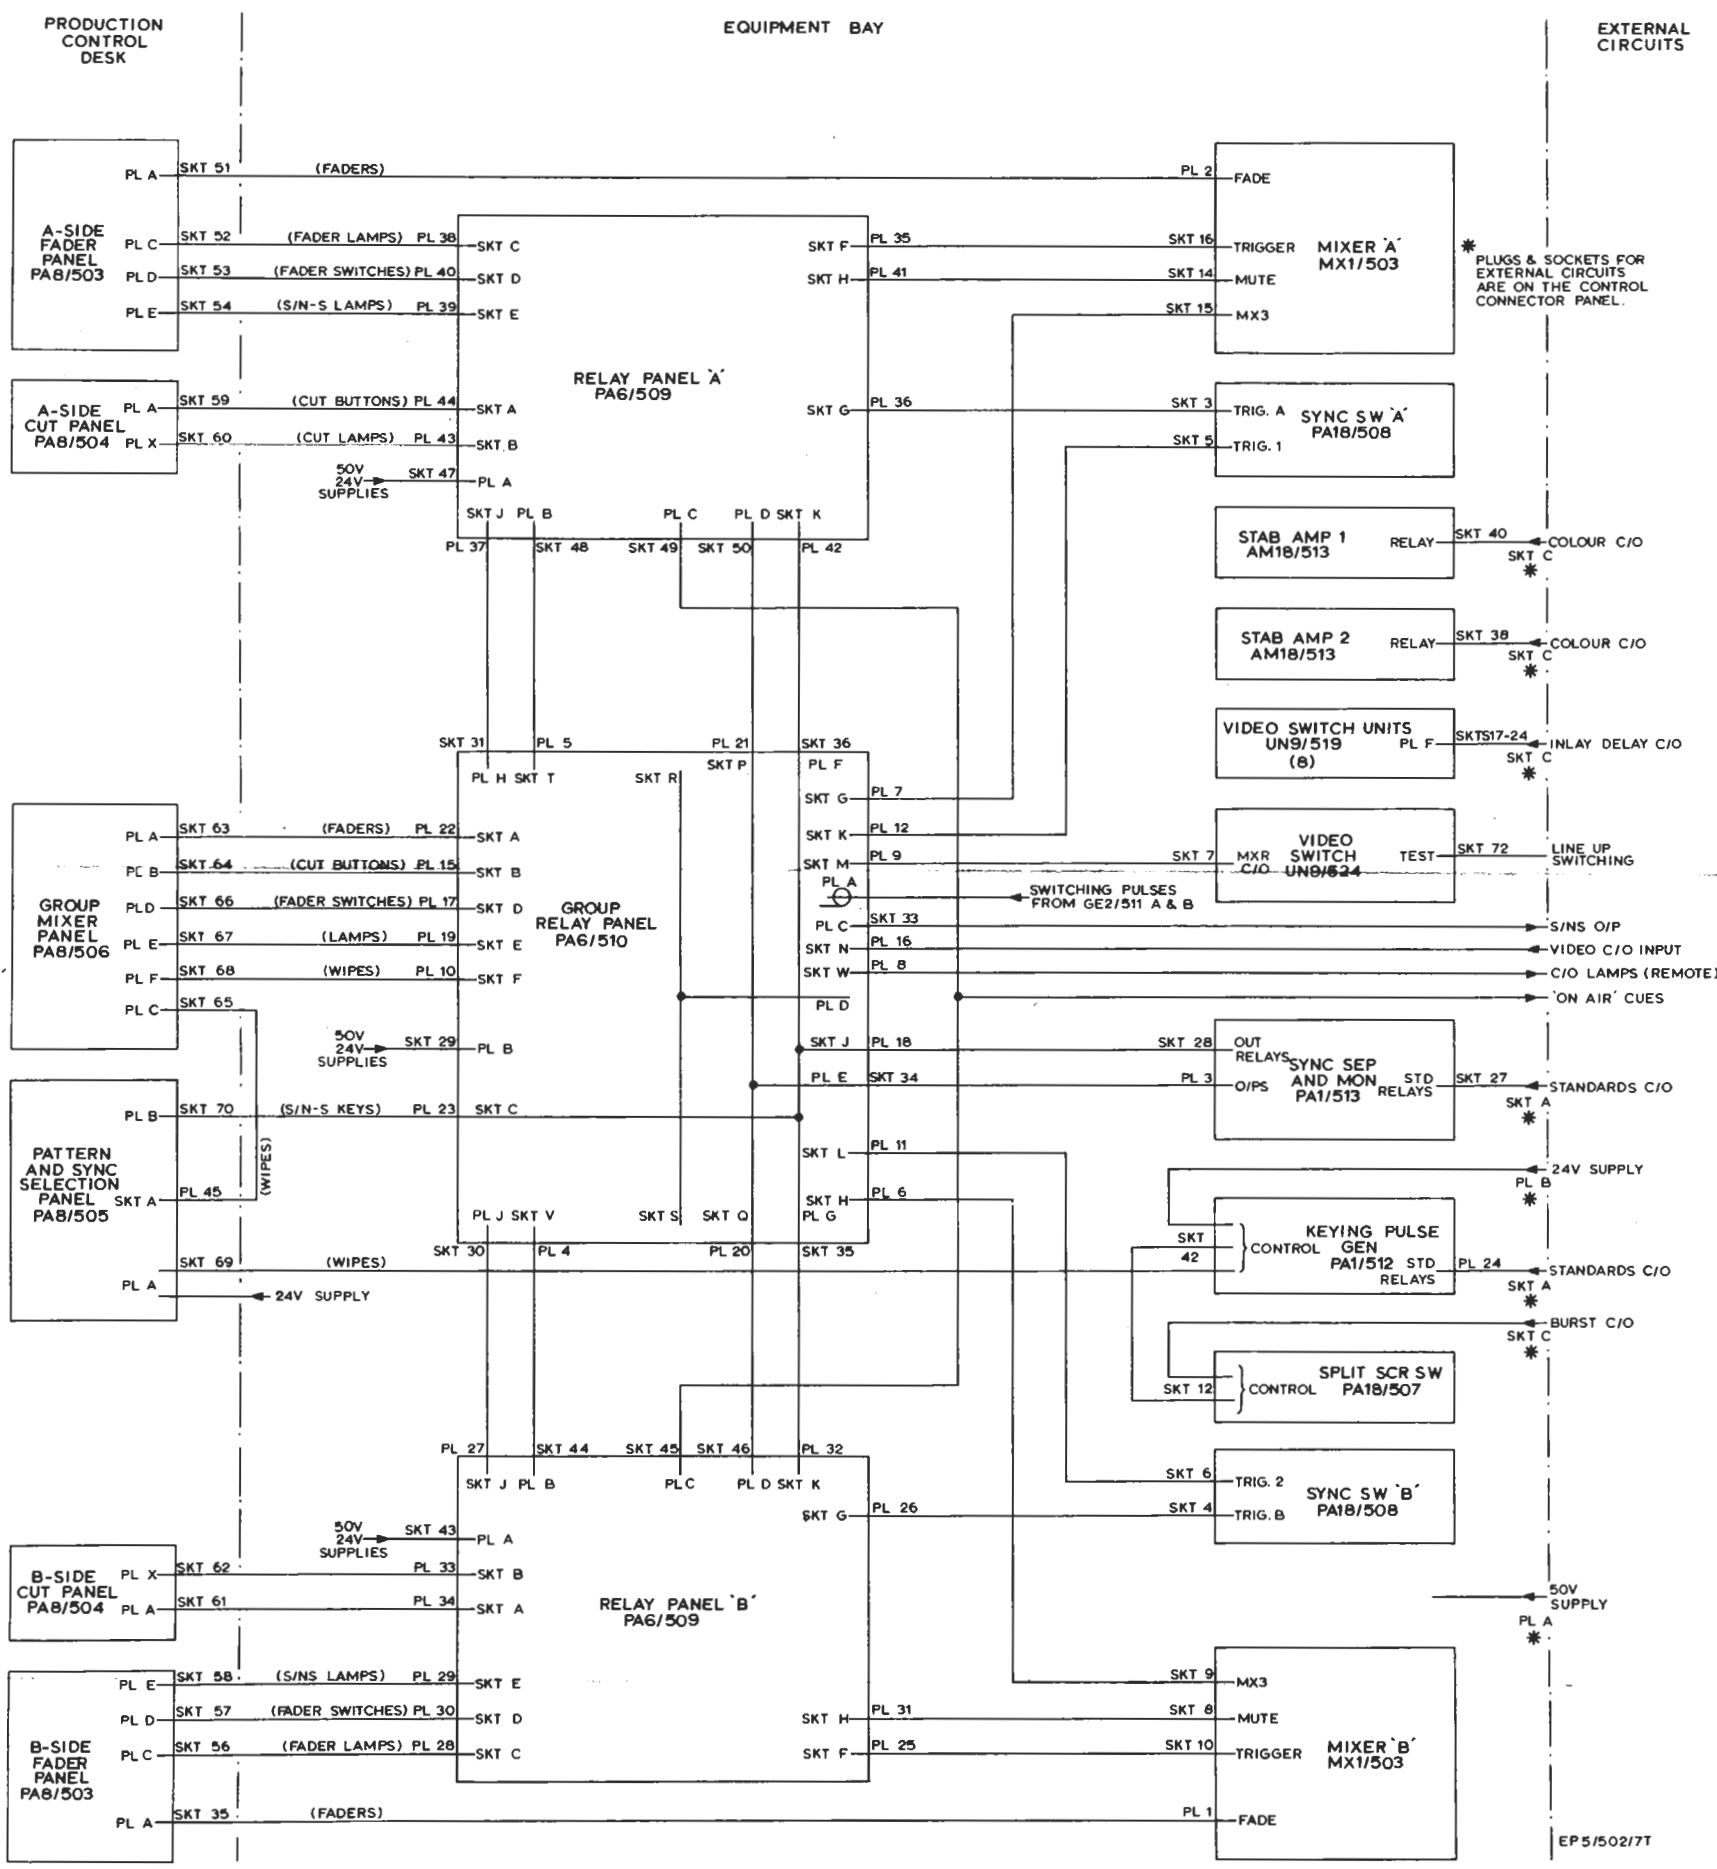 PRODUCTION
CONTROL
DESK
EQUIPMENT BAY
EXTERNAL
CIRCUITS
PL A
SKT 51
(FADERS)
PL 2
FADE
A-SIDE
FADER
PANEL
PA8/503
PL C
SKT 52
(FADER LAMPS)
PL 38
SKT C
PL D
SKT 53
(FADER SWITCHES)
PL 40
SKT D
PL E
SKT 54
(S/N-S LAMPS)
PL 39
SKT E
SKT F
PL 35
SKT 16
TRIGGER
SKT H
PL 41
SKT 14
MUTE
SKT 15
MX3
MIXER 'A'
MX1/503
* PLUGS & SOCKETS FOR
EXTERNAL CIRCUITS
ARE ON THE CONTROL
CONNECTOR PANEL.
RELAY PANEL 'A'
PA6/509
A-SIDE
CUT PANEL
PA8/504
PL A
SKT 59
(CUT BUTTONS)
PL 44
SKT A
PL X
SKT 60
(CUT LAMPS)
PL 43
SKT B
50V
24V
SUPPLIES
SKT 47
PL A
SKT G
PL 36
SKT 3
TRIG. A
SKT 5
TRIG. 1
SYNC SW 'A'
PA18/508
SKT J
PL B
PL C
PL D
SKT K
PL 37
SKT 48
SKT 49
SKT 50
PL 42
STAB AMP 1
AM18/513
RELAY
SKT 40
COLOUR C/O
SKT C
*
STAB AMP 2
AM18/513
RELAY
SKT 38
COLOUR C/O
SKT C
*
VIDEO SWITCH UNITS
UN9/519
(8)
PL F
SKTS17-24
INLAY DELAY C/O
SKT C
*
SKT 31
PL 5
PL 21
SKT 36
PL H
SKT T
SKT R
SKT P
PL F
SKT G
PL 7
SKT K
PL 12
SKT M
PL 9
SKT 7
MXR
C/O
VIDEO
SWITCH
UN9/524
TEST
SKT 72
LINE UP
SWITCHING
PL A
SWITCHING PULSES
FROM GE2/511 A & B
PL C
SKT 33
S/NS O/P
SKT N
PL 16
VIDEO C/O INPUT
SKT W
PL 8
C/O LAMPS (REMOTE)
PL D
'ON AIR' CUES
GROUP
MIXER
PANEL
PA8/506
PL A
SKT 63
(FADERS)
PL 22
SKT A
PL B
SKT 64
(CUT BUTTONS)
PL 15
SKT B
PL D
SKT 66
(FADER SWITCHES)
PL 17
SKT D
PL E
SKT 67
(LAMPS)
PL 19
SKT E
PL F
SKT 68
(WIPES)
PL 10
SKT F
PL C
SKT 65
GROUP
RELAY PANEL
PA6/510
50V
24V
SUPPLIES
SKT 29
PL B
SKT J
PL 18
SKT 28
OUT
RELAYS
PL E
SKT 34
PL 3
O/PS
SYNC SEP
AND MON
PA1/513
STD
RELAYS
SKT 27
STANDARDS C/O
SKT A
*
PATTERN
AND SYNC
SELECTION
PANEL
PA8/505
PL B
SKT 70
(S/N-S KEYS)
PL 23
SKT C
SKT A
PL 45
(WIPES)
SKT 69
(WIPES)
PL A
24V SUPPLY
SKT L
PL 11
SKT H
PL 6
PL J
SKT V
SKT S
SKT Q
PL G
SKT 30
PL 4
PL 20
SKT 35
24V SUPPLY
PL B
*
SKT
42
CONTROL
KEYING PULSE
GEN
PA1/512
STD
RELAYS
PL 24
STANDARDS C/O
SKT A
*
BURST C/O
SKT C
*
SKT 12
CONTROL
SPLIT SCR SW
PA18/507
PL 27
SKT 44
SKT 45
SKT 46
PL 32
SKT J
PL B
PL C
PL D
SKT K
SKT G
PL 26
SKT 6
TRIG. 2
SKT 4
TRIG. B
SYNC SW 'B'
PA18/508
50V
24V
SUPPLIES
SKT 43
PL A
B-SIDE
CUT PANEL
PA8/504
PL X
SKT 62
PL 33
SKT B
PL A
SKT 61
PL 34
SKT A
RELAY PANEL 'B'
PA6/509
50V
SUPPLY
PL A
*
B-SIDE
FADER
PANEL
PA8/503
PL E
SKT 58
(S/NS LAMPS)
PL 29
SKT E
PL D
SKT 57
(FADER SWITCHES)
PL 30
SKT D
PL C
SKT 56
(FADER LAMPS)
PL 28
SKT C
SKT 9
MX3
SKT H
PL 31
SKT 8
MUTE
SKT F
PL 25
SKT 10
TRIGGER
MIXER 'B'
MX1/503
PL A
SKT 35
(FADERS)
PL 1
FADE
EP5/502/7T